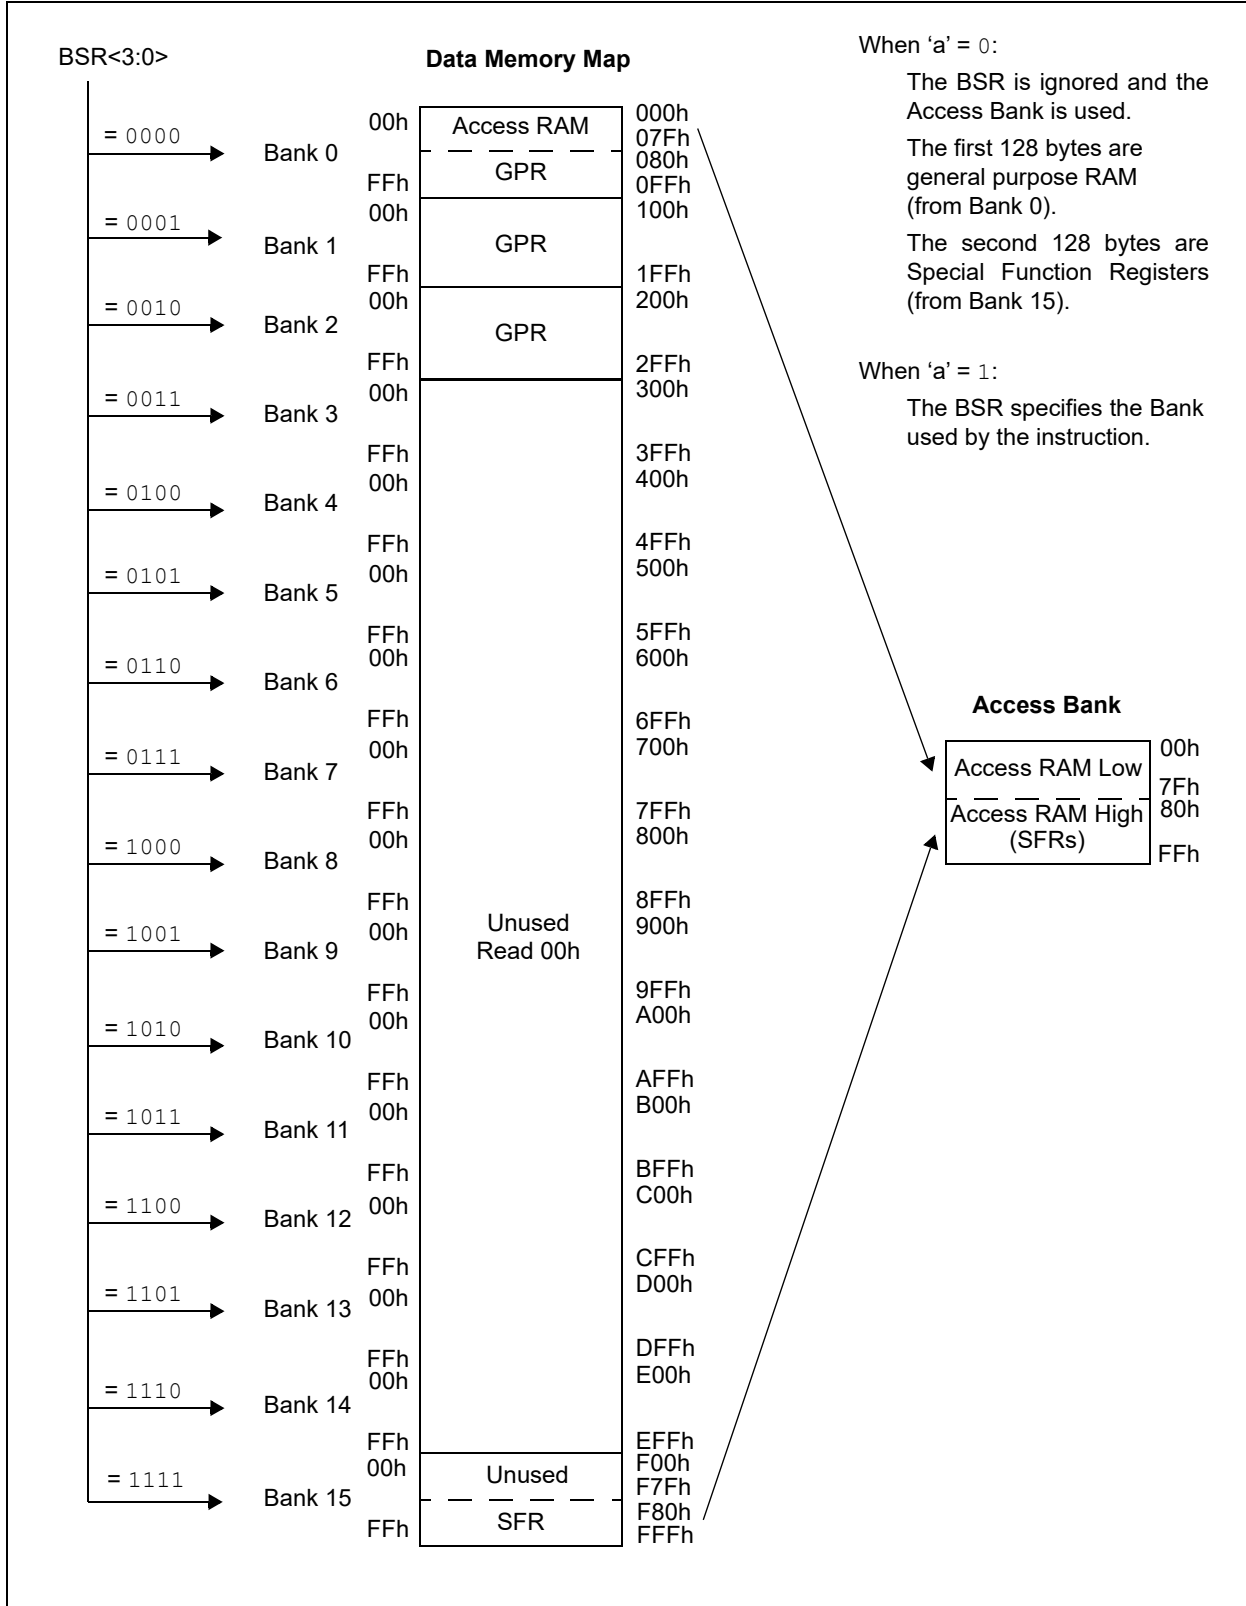 BSR<3:0>
Data Memory Map
= 0000
Bank 0
00h
Access RAM
000h
07Fh
080h
GPR
FFh
0FFh
= 0001
Bank 1
00h
100h
GPR
FFh
1FFh
= 0010
Bank 2
00h
200h
GPR
FFh
2FFh
= 0011
Bank 3
00h
300h
FFh
3FFh
= 0100
Bank 4
00h
400h
FFh
4FFh
= 0101
Bank 5
00h
500h
FFh
5FFh
= 0110
Bank 6
00h
600h
FFh
6FFh
= 0111
Bank 7
00h
700h
FFh
7FFh
= 1000
Bank 8
00h
800h
FFh
8FFh
= 1001
Bank 9
00h
900h
Unused
Read 00h
FFh
9FFh
= 1010
Bank 10
00h
A00h
FFh
AFFh
= 1011
Bank 11
00h
B00h
FFh
BFFh
= 1100
Bank 12
00h
C00h
FFh
CFFh
= 1101
Bank 13
00h
D00h
FFh
DFFh
= 1110
Bank 14
00h
E00h
FFh
EFFh
= 1111
Bank 15
00h
F00h
Unused
F7Fh
F80h
SFR
FFh
FFFh
When ‘a’ = 0:
The BSR is ignored and the
Access Bank is used.
The first 128 bytes are
general purpose RAM
(from Bank 0).
The second 128 bytes are
Special Function Registers
(from Bank 15).
When ‘a’ = 1:
The BSR specifies the Bank
used by the instruction.
Access Bank
00h
Access RAM Low
7Fh
80h
Access RAM High
(SFRs)
FFh